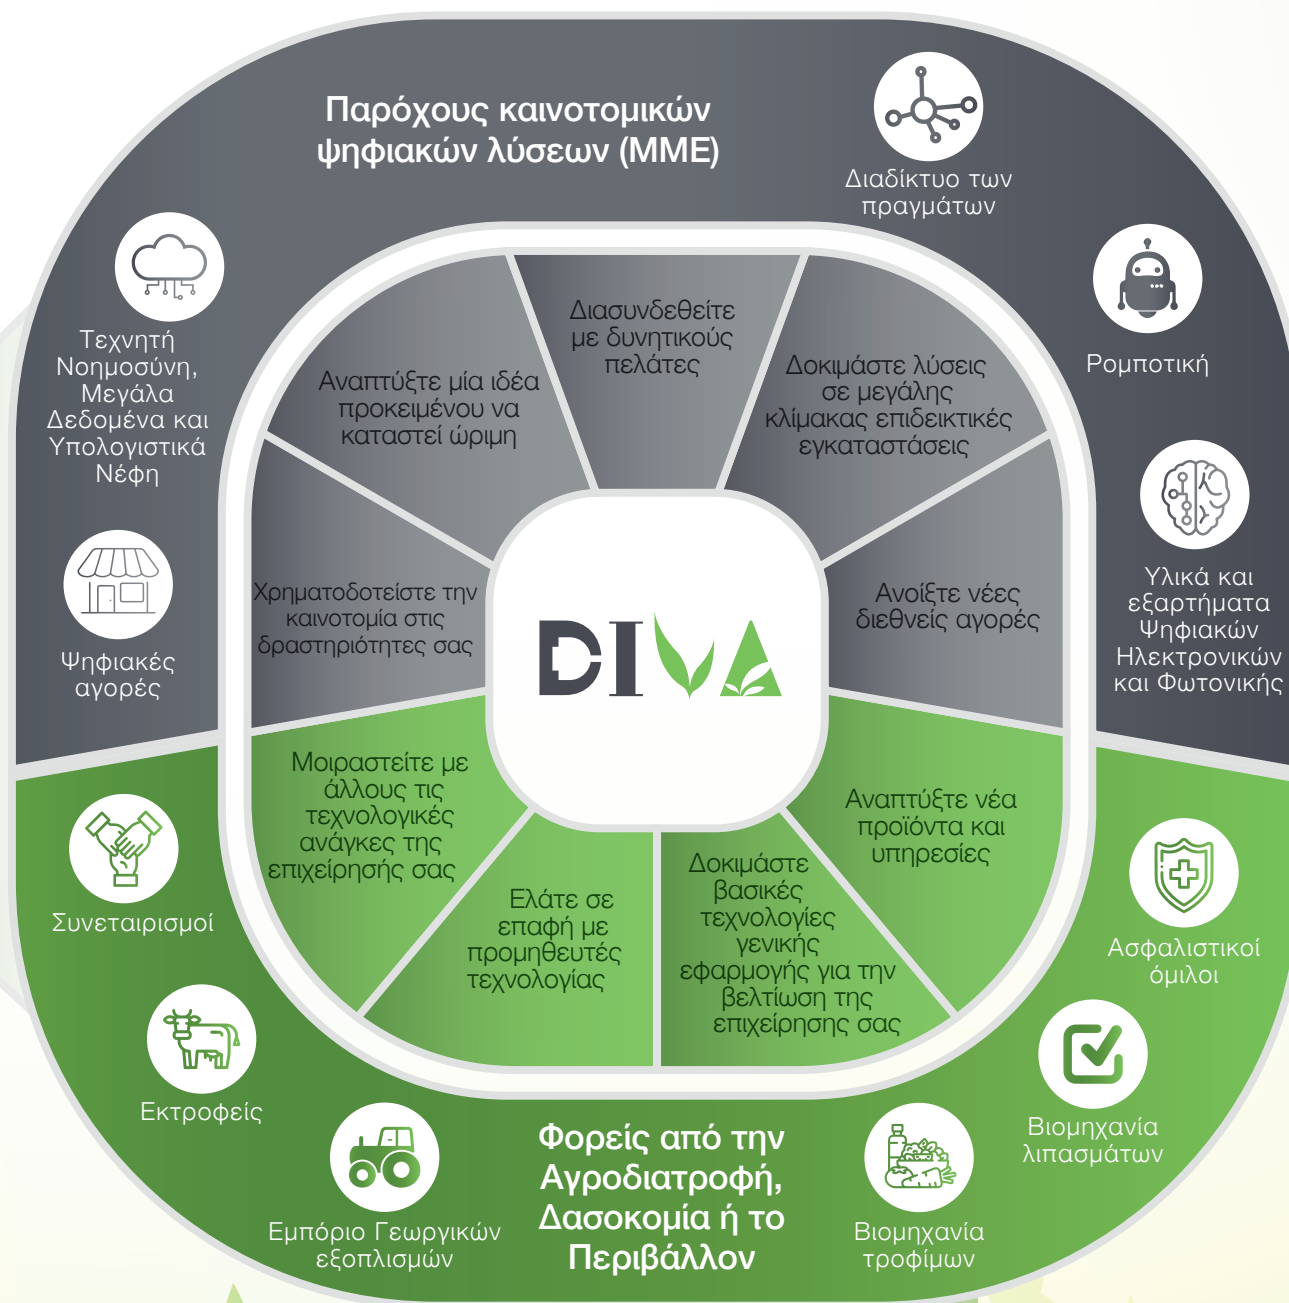 Παρόχους καινοτομικών
ψηφιακών λύσεων (ΜΜΕ)
Διαδίκτυο των
πραγμάτων
Ρομποτική
Υλικά και
εξαρτήματα
Ψηφιακών
Ηλεκτρονικών
και Φωτονικής
Τεχνητή
Νοημοσύνη,
Μεγάλα
Δεδομένα και
Υπολογιστικά
Νέφη
Ψηφιακές
αγορές
Διασυνδεθείτε
με δυνητικούς
πελάτες
Αναπτύξτε μία ιδέα
προκειμένου να
καταστεί ώριμη
Δοκιμάστε λύσεις
σε μεγάλης
κλίμακας επιδεικτικές
εγκαταστάσεις
Χρηματοδοτείστε την
καινοτομία στις
δραστηριότητες σας
Ανοίξτε νέες
διεθνείς αγορές
DIVA
Μοιραστείτε με
άλλους τις
τεχνολογικές
ανάγκες της
επιχείρησής σας
Ελάτε σε
επαφή με
προμηθευτές
τεχνολογίας
Δοκιμάστε
βασικές
τεχνολογίες
γενικής
εφαρμογής για την
βελτίωση της
επιχείρησης σας
Αναπτύξτε νέα
προϊόντα και
υπηρεσίες
Συνεταιρισμοί
Εκτροφείς
Εμπόριο Γεωργικών
εξοπλισμών
Φορείς από την
Αγροδιατροφή,
Δασοκομία ή το
Περιβάλλον
Βιομηχανία
τροφίμων
Βιομηχανία
λιπασμάτων
Ασφαλιστικοί
όμιλοι